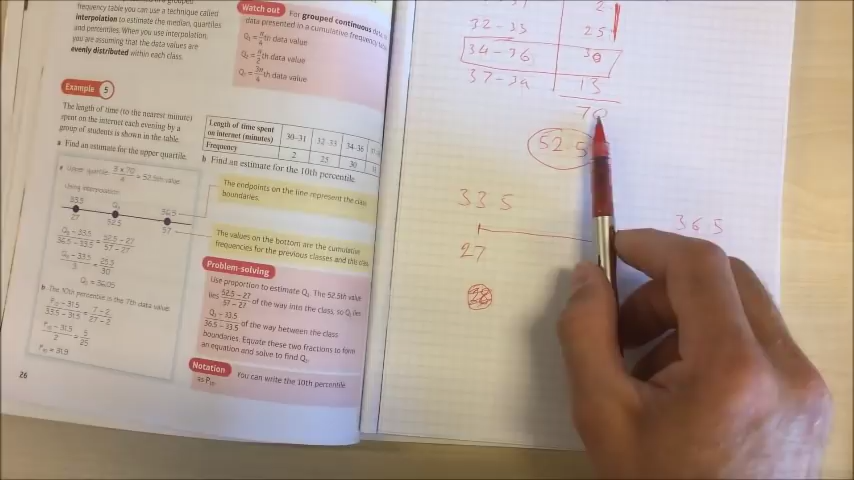 frequency table you can use a technique called
interpolation to estimate the median, quartiles
and percentiles. When you use interpolation,
you are assuming that the data values are
evenly distributed within each class.
Watch out
For grouped continuous data
data presented in a cumulative frequency
Q₁ = n/4 th data value
Q₂ = n/2 th data value
Q₃ = 3n/4 th data value
Example 5
The length of time (to the nearest minute)
spent on the internet each evening by a
group of students is shown in the table.
Length of time spent on internet (minutes) 30–31 32–33 34–36
Frequency 2 25 30
a Find an estimate for the upper quartile.
b Find an estimate for the 10th percentile.
a Upper quartile: 3 × 70 / 4 = 52.5th value
Using interpolation:
33.5 Q₃ 36.5
27 52.5 57
Q₃ − 33.5 / 36.5 − 33.5 = 52.5 − 27 / 57 − 27
Q₃ − 33.5 / 3 = 25.5 / 30
Q₃ = 36.05
b The 10th percentile is the 7th data value.
P₁₀ − 31.5 / 33.5 − 31.5 = 7 − 2 / 27 − 2
P₁₀ − 31.5 / 2 = 5 / 25
P₁₀ = 31.9
The endpoints on the line represent the class
boundaries.
The values on the bottom are the cumulative
frequencies for the previous classes and this class
Problem-solving
Use proportion to estimate Q₃. The 52.5th value
lies 52.5 − 27 / 57 − 27 of the way into the class, so Q₃ lies
Q₃ − 33.5 / 36.5 − 33.5 of the way between the class
boundaries. Equate these two fractions to form
an equation and solve to find Q₃.
Notation
You can write the 10th percentile
as P₁₀.
26
2
32-33 25
34-36 30
37-39 13
70
52.5
33.5 36.5
27